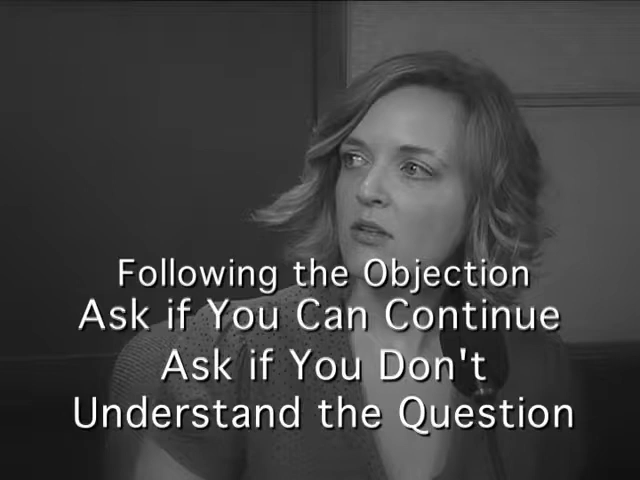 Following the Objection
Ask if You Can Continue
Ask if You Don't
Understand the Question